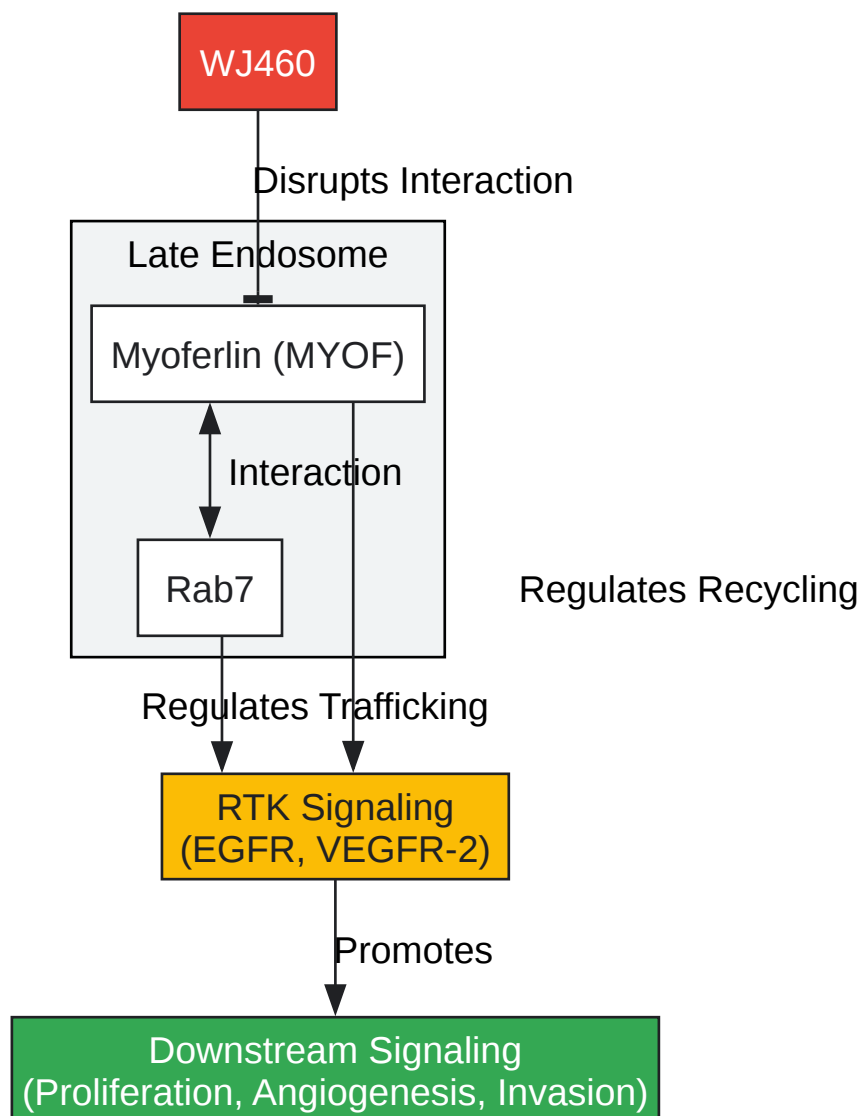 WJ460
Disrupts Interaction
Late Endosome
Myoferlin (MYOF)
Interaction
Rab7
Regulates Recycling
Regulates Trafficking
RTK Signaling
(EGFR, VEGFR-2)
Promotes
Downstream Signaling
(Proliferation, Angiogenesis, Invasion)